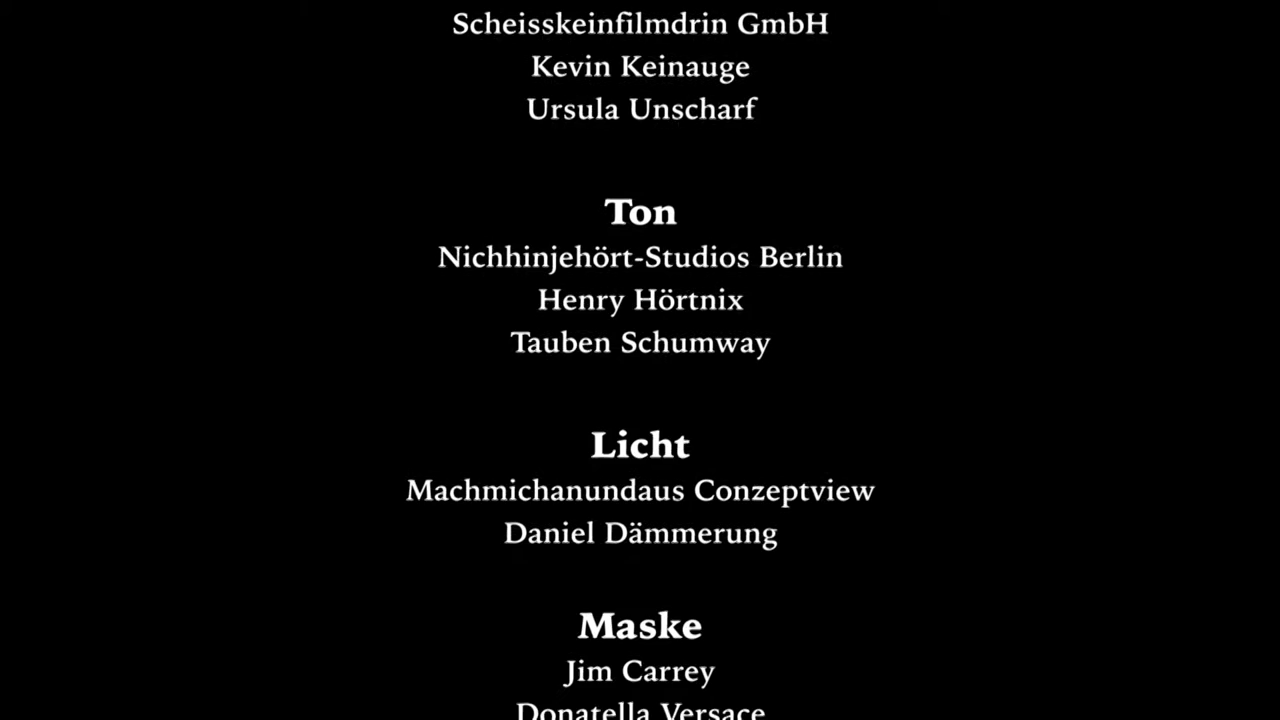 Scheisskeinfilmdrin GmbH
Kevin Keinauge
Ursula Unscharf
Ton
Nichhinjehört-Studios Berlin
Henry Hörtnix
Tauben Schumway
Licht
Machmichanundaus Conzeptview
Daniel Dämmerung
Maske
Jim Carrey
Donatella Versace